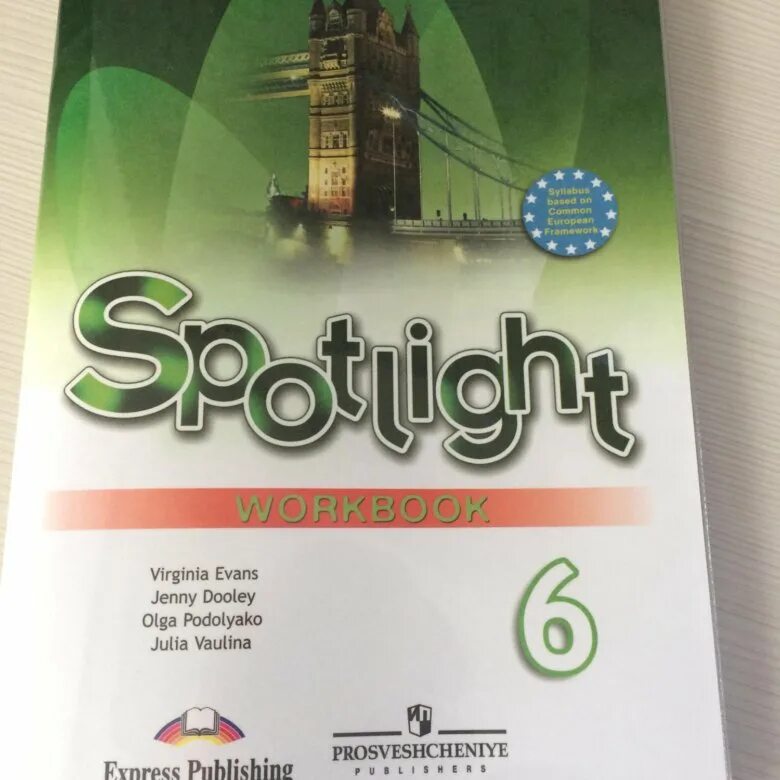 Syllabus
based on
Common
European
Framework
Spotlight
WORKBOOK
Virginia Evans
Jenny Dooley
Olga Podolyako
Julia Vaulina
6
Express Publishing
PROSVESHCHENIYE
PUBLISHERS